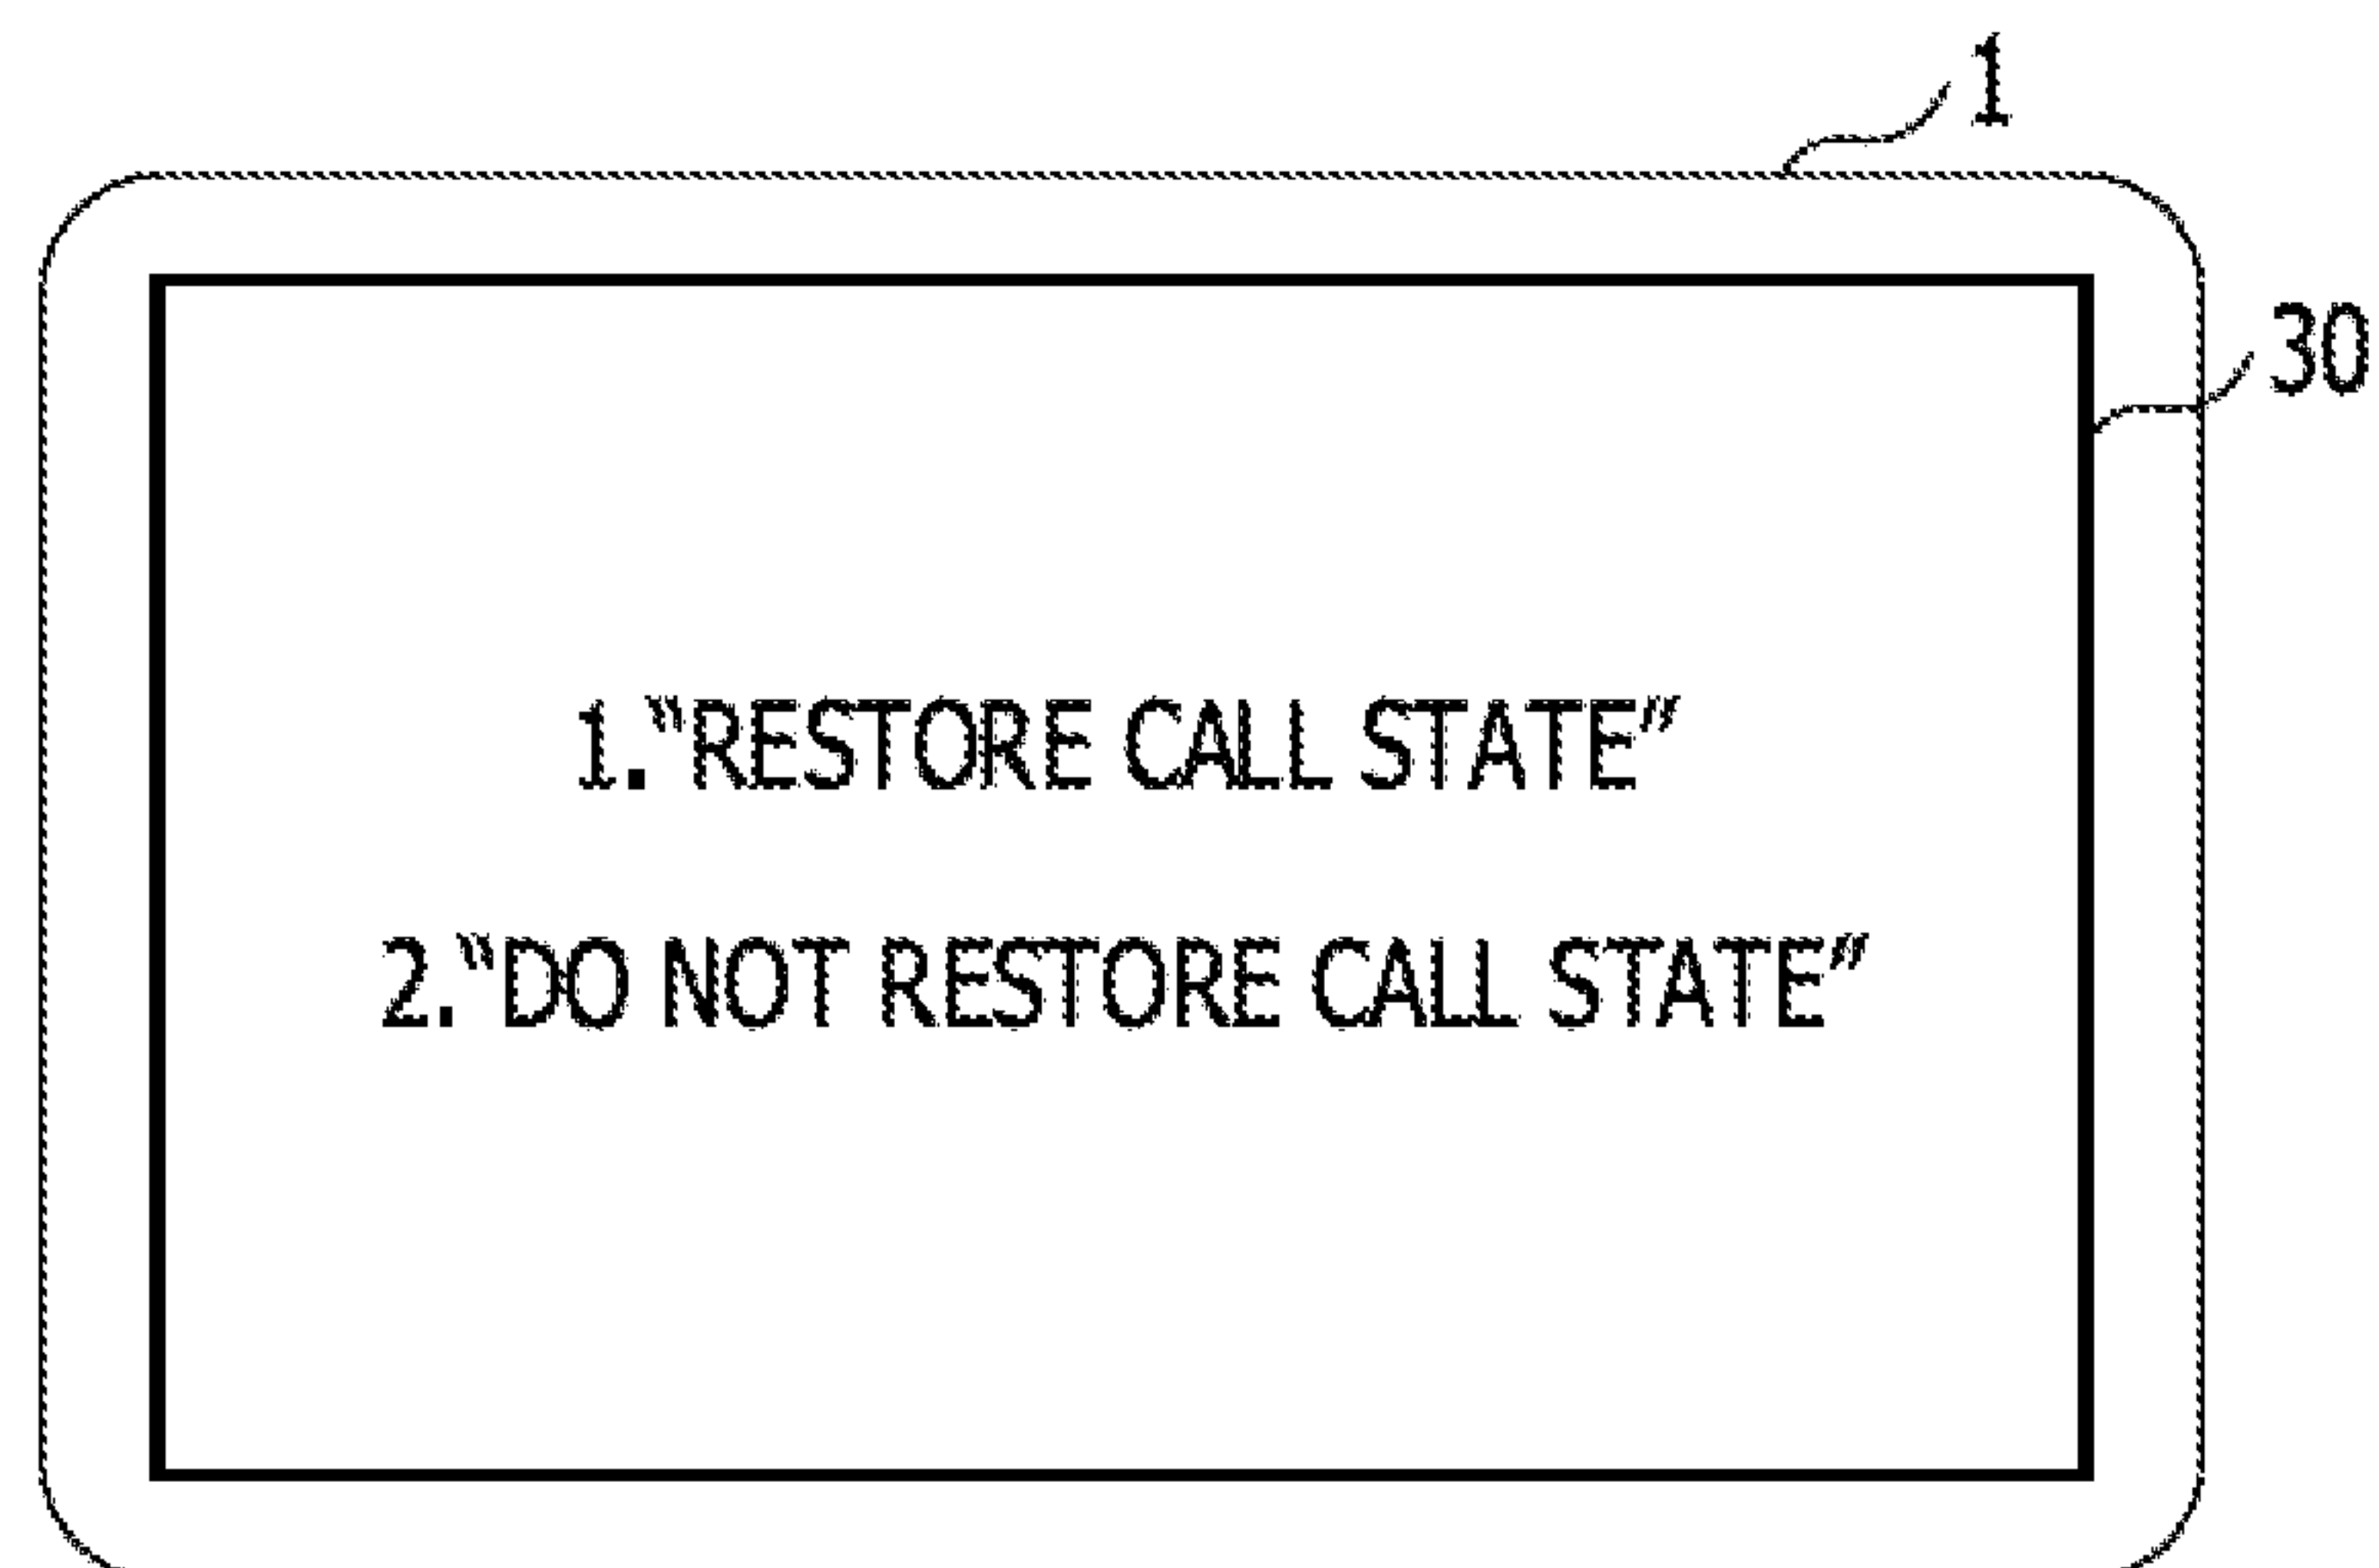 1
30
1.“RESTORE CALL STATE”
2.“DO NOT RESTORE CALL STATE”